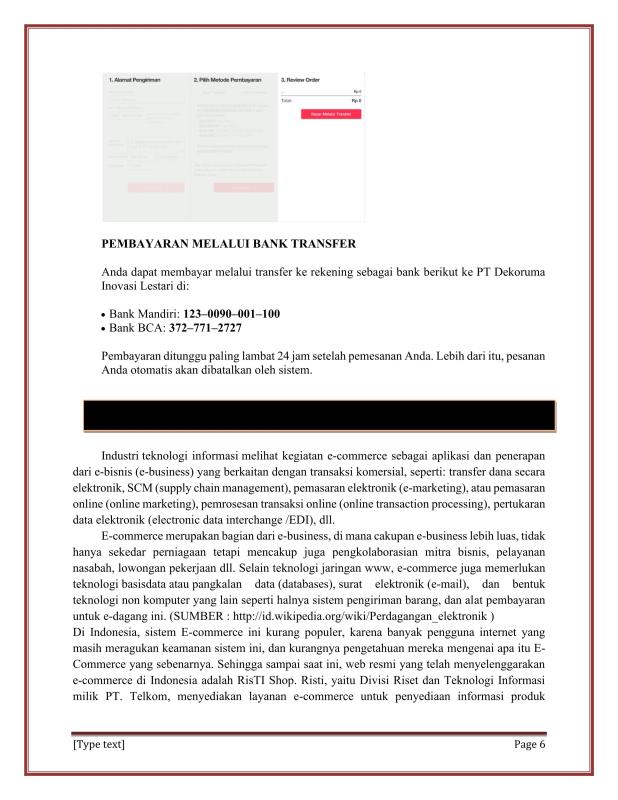 1. Alamat Pengiriman
2. Pilih Metode Pembayaran
3. Review Order
Rp 0
Total: Rp 0
Bayar Melalui Transfer
PEMBAYARAN MELALUI BANK TRANSFER
Anda dapat membayar melalui transfer ke rekening sebagai bank berikut ke PT Dekoruma
Inovasi Lestari di:
• Bank Mandiri: 123–0090–001–100
• Bank BCA: 372–771–2727
Pembayaran ditunggu paling lambat 24 jam setelah pemesanan Anda. Lebih dari itu, pesanan
Anda otomatis akan dibatalkan oleh sistem.
Industri teknologi informasi melihat kegiatan e-commerce sebagai aplikasi dan penerapan
dari e-bisnis (e-business) yang berkaitan dengan transaksi komersial, seperti: transfer dana secara
elektronik, SCM (supply chain management), pemasaran elektronik (e-marketing), atau pemasaran
online (online marketing), pemrosesan transaksi online (online transaction processing), pertukaran
data elektronik (electronic data interchange /EDI), dll.
E-commerce merupakan bagian dari e-business, di mana cakupan e-business lebih luas, tidak
hanya sekedar perniagaan tetapi mencakup juga pengkolaborasian mitra bisnis, pelayanan
nasabah, lowongan pekerjaan dll. Selain teknologi jaringan www, e-commerce juga memerlukan
teknologi basisdata atau pangkalan data (databases), surat elektronik (e-mail), dan bentuk
teknologi non komputer yang lain seperti halnya sistem pengiriman barang, dan alat pembayaran
untuk e-dagang ini. (SUMBER : http://id.wikipedia.org/wiki/Perdagangan_elektronik )
Di Indonesia, sistem E-commerce ini kurang populer, karena banyak pengguna internet yang
masih meragukan keamanan sistem ini, dan kurangnya pengetahuan mereka mengenai apa itu E-
Commerce yang sebenarnya. Sehingga sampai saat ini, web resmi yang telah menyelenggarakan
e-commerce di Indonesia adalah RisTI Shop. Risti, yaitu Divisi Riset dan Teknologi Informasi
milik PT. Telkom, menyediakan layanan e-commerce untuk penyediaan informasi produk
[Type text] Page 6